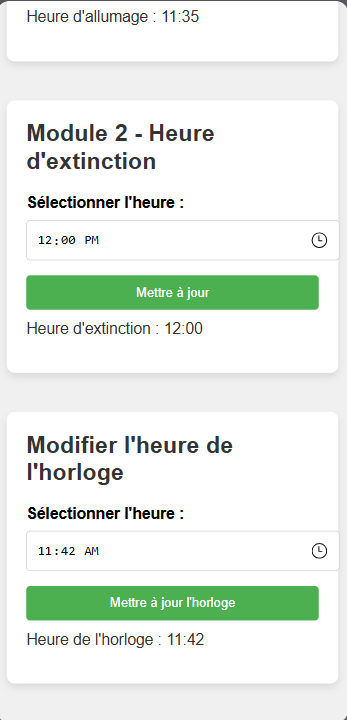 Heure d'allumage : 11:35
Module 2 - Heure
d'extinction
Sélectionner l'heure :
12:00 PM
Mettre à jour
Heure d'extinction : 12:00
Modifier l'heure de
l'horloge
Sélectionner l'heure :
11:42 AM
Mettre à jour l'horloge
Heure de l'horloge : 11:42